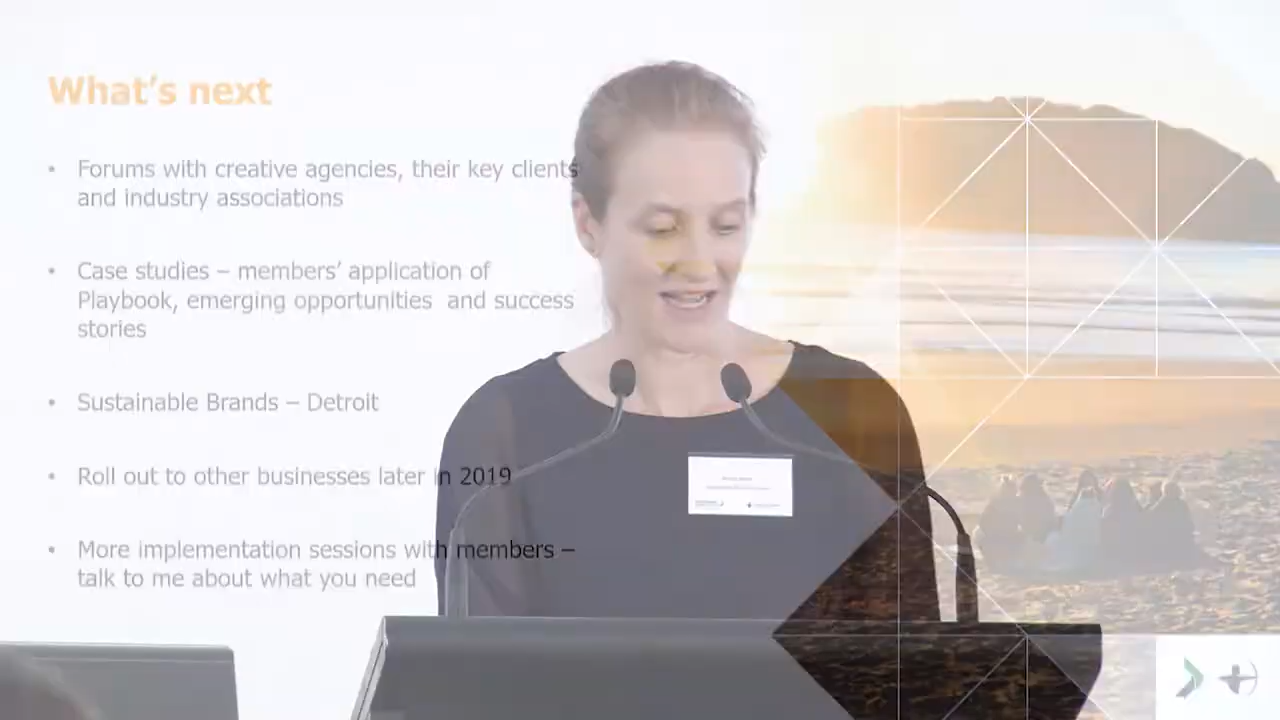 What's next
• Forums with creative agencies, their key clients
and industry associations
• Case studies – members' application of
Playbook, emerging opportunities and success
stories
• Sustainable Brands – Detroit
• Roll out to other businesses later in 2019
• More implementation sessions with members –
talk to me about what you need